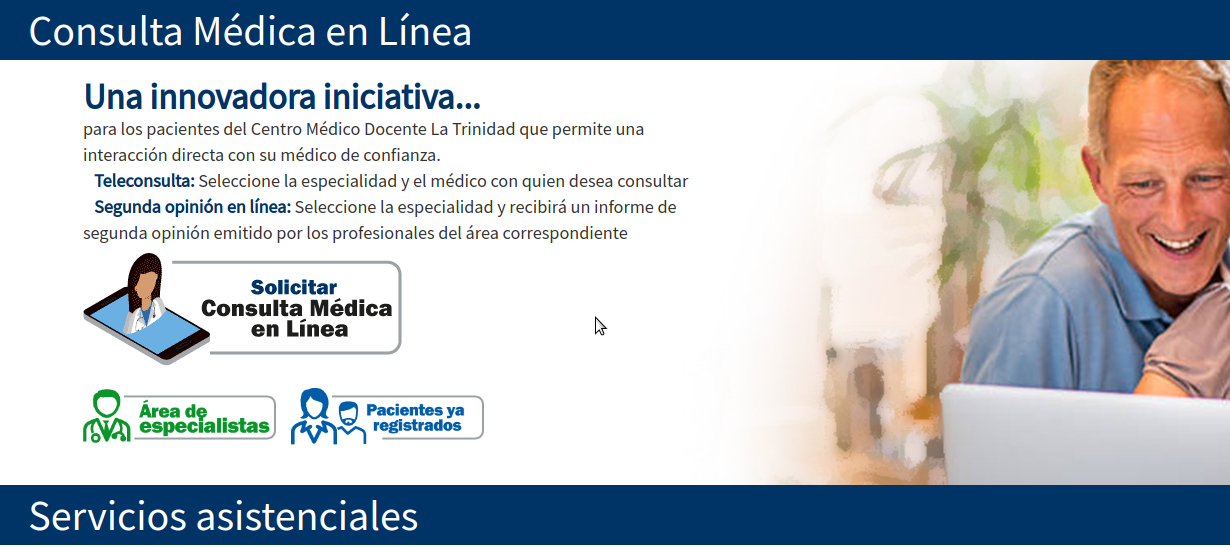 Consulta Médica en Línea
Una innovadora iniciativa...
para los pacientes del Centro Médico Docente La Trinidad que permite una
interacción directa con su médico de confianza.
Teleconsulta: Seleccione la especialidad y el médico con quien desea consultar
Segunda opinión en línea: Seleccione la especialidad y recibirá un informe de
segunda opinión emitido por los profesionales del área correspondiente
Solicitar
Consulta Médica
en Línea
Área de
especialistas
Pacientes ya
registrados
Servicios asistenciales